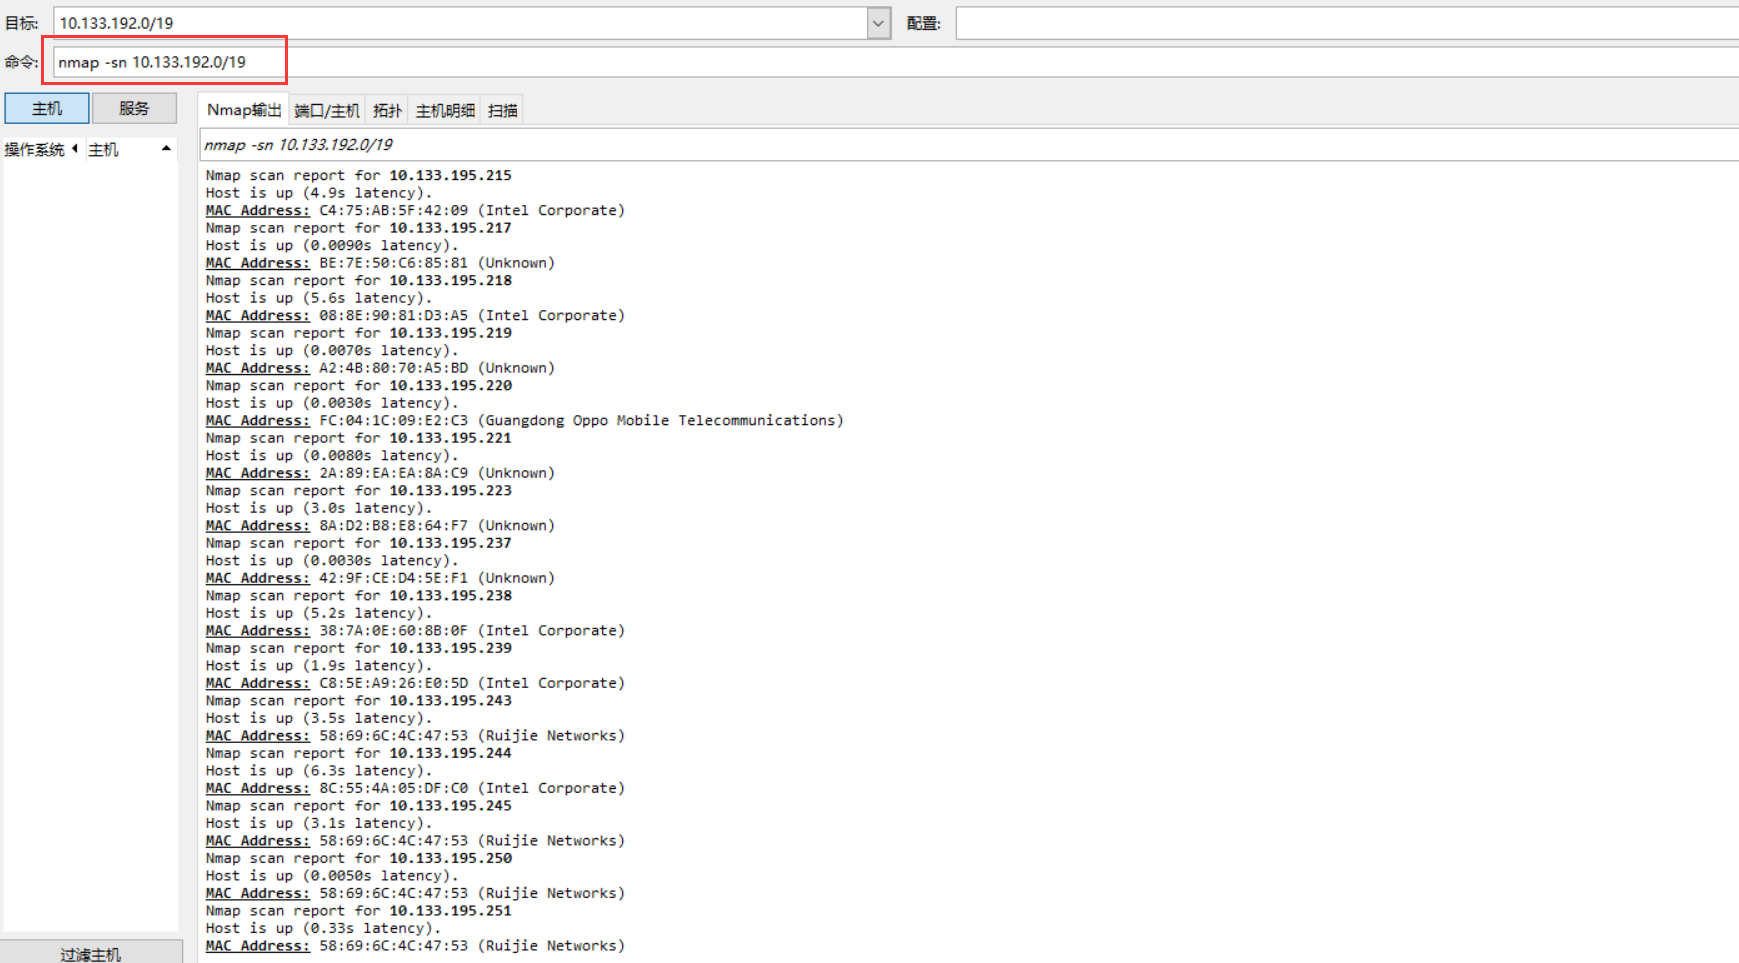 目标: 10.133.192.0/19 配置:
命令: nmap -sn 10.133.192.0/19
主机 服务 Nmap输出 端口/主机 拓扑 主机明细 扫描
操作系统 主机 nmap -sn 10.133.192.0/19
Nmap scan report for 10.133.195.215
Host is up (4.9s latency).
MAC Address: C4:75:AB:5F:42:09 (Intel Corporate)
Nmap scan report for 10.133.195.217
Host is up (0.0090s latency).
MAC Address: BE:7E:50:C6:85:81 (Unknown)
Nmap scan report for 10.133.195.218
Host is up (5.6s latency).
MAC Address: 08:8E:90:81:D3:A5 (Intel Corporate)
Nmap scan report for 10.133.195.219
Host is up (0.0070s latency).
MAC Address: A2:4B:80:70:A5:BD (Unknown)
Nmap scan report for 10.133.195.220
Host is up (0.0030s latency).
MAC Address: FC:04:1C:09:E2:C3 (Guangdong Oppo Mobile Telecommunications)
Nmap scan report for 10.133.195.221
Host is up (0.0080s latency).
MAC Address: 2A:89:EA:EA:8A:C9 (Unknown)
Nmap scan report for 10.133.195.223
Host is up (3.0s latency).
MAC Address: 8A:D2:B8:E8:64:F7 (Unknown)
Nmap scan report for 10.133.195.237
Host is up (0.0030s latency).
MAC Address: 42:9F:CE:D4:5E:F1 (Unknown)
Nmap scan report for 10.133.195.238
Host is up (5.2s latency).
MAC Address: 38:7A:0E:60:8B:0F (Intel Corporate)
Nmap scan report for 10.133.195.239
Host is up (1.9s latency).
MAC Address: C8:5E:A9:26:E0:5D (Intel Corporate)
Nmap scan report for 10.133.195.243
Host is up (3.5s latency).
MAC Address: 58:69:6C:4C:47:53 (Ruijie Networks)
Nmap scan report for 10.133.195.244
Host is up (6.3s latency).
MAC Address: 8C:55:4A:05:DF:C0 (Intel Corporate)
Nmap scan report for 10.133.195.245
Host is up (3.1s latency).
MAC Address: 58:69:6C:4C:47:53 (Ruijie Networks)
Nmap scan report for 10.133.195.250
Host is up (0.0050s latency).
MAC Address: 58:69:6C:4C:47:53 (Ruijie Networks)
Nmap scan report for 10.133.195.251
Host is up (0.33s latency).
MAC Address: 58:69:6C:4C:47:53 (Ruijie Networks)
过滤主机